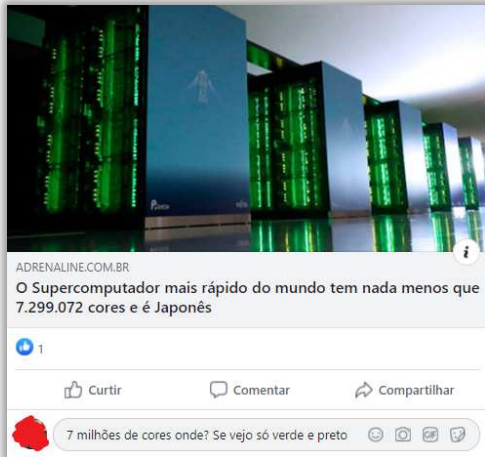 ADRENALINE.COM.BR
O Supercomputador mais rápido do mundo tem nada menos que
7.299.072 cores e é Japonês
1
Curtir
Comentar
Compartilhar
7 milhões de cores onde? Se vejo só verde e preto
GIF